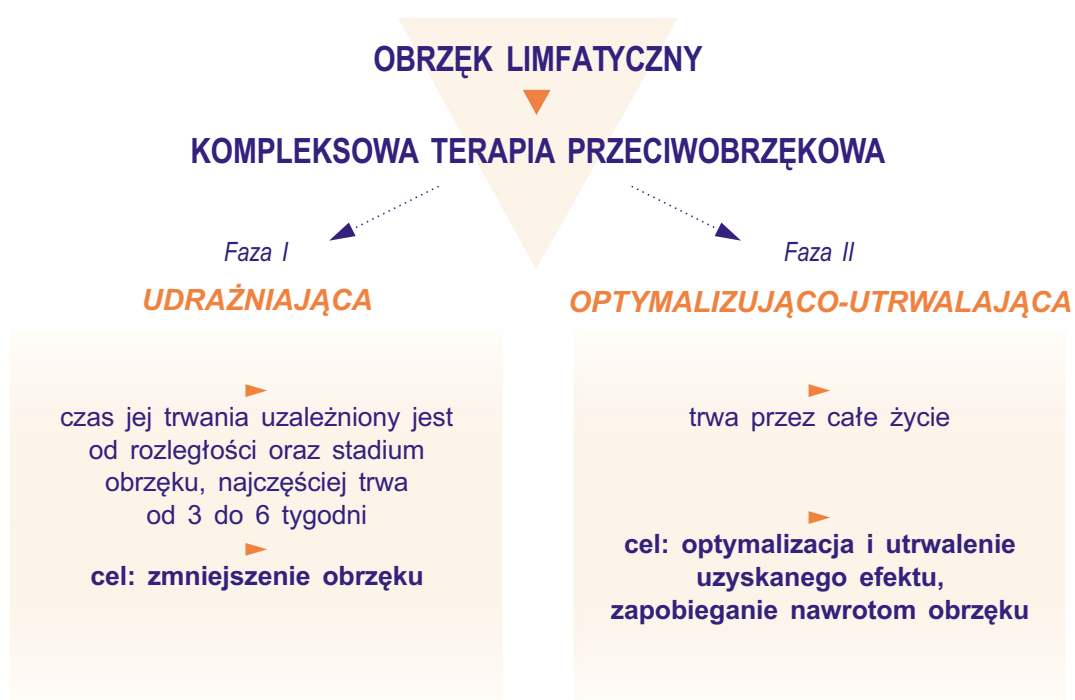 OBRZĘK LIMFATYCZNY
KOMPLEKSOWA TERAPIA PRZECIWOBRZĘKOWA
Faza I
UDRAŻNIAJĄCA
czas jej trwania uzależniony jest
od rozległości oraz stadium
obrzęku, najczęściej trwa
od 3 do 6 tygodni
cel: zmniejszenie obrzęku
Faza II
OPTYMALIZUJĄCO-UTRWALAJĄCA
trwa przez całe życie
cel: optymalizacja i utrwalenie
uzyskanego efektu,
zapobieganie nawrotom obrzęku